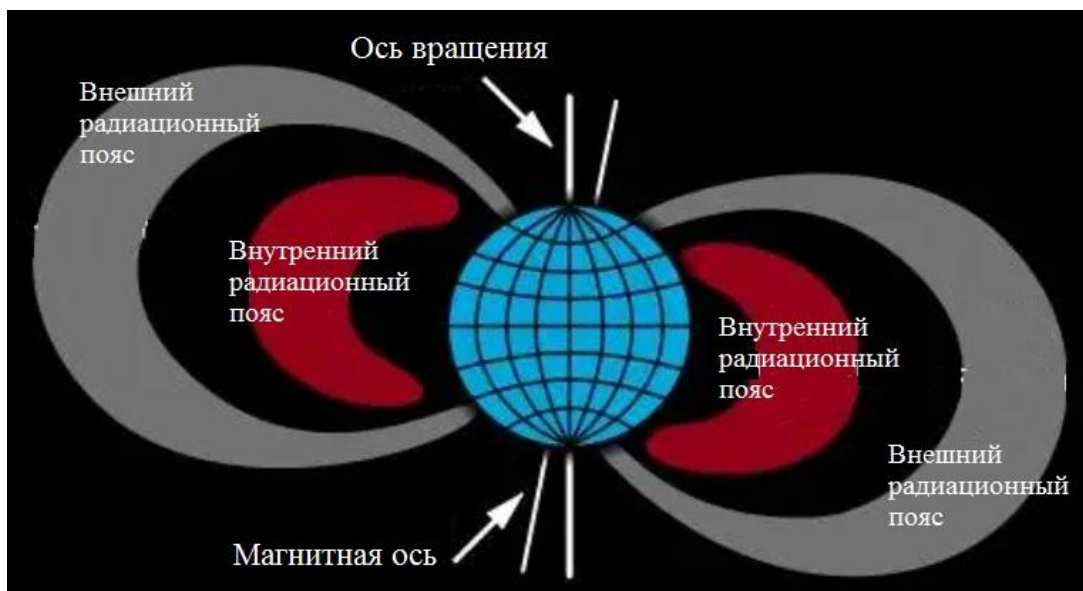 Ось вращения
Внешний
радиационный
пояс
Внутренний
радиационный
пояс
Внутренний
радиационный
пояс
Внешний
радиационный
пояс
Магнитная ось